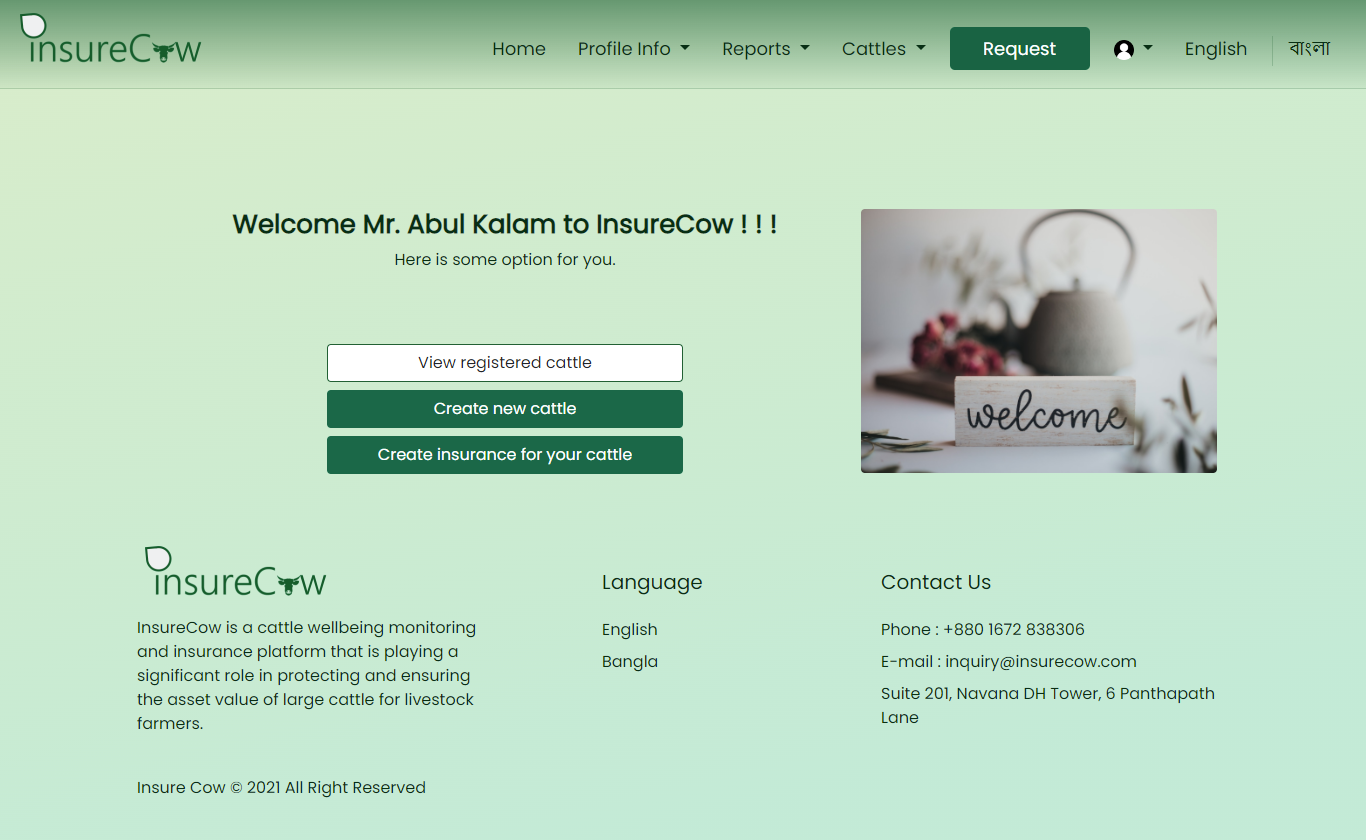 insureCow
Home Profile Info Reports Cattles Request English বাংলা
Welcome Mr. Abul Kalam to InsureCow ! ! !
Here is some option for you.
View registered cattle
Create new cattle
Create insurance for your cattle
welcome
insureCow
InsureCow is a cattle wellbeing monitoring
and insurance platform that is playing a
significant role in protecting and ensuring
the asset value of large cattle for livestock
farmers.
Language
English
Bangla
Contact Us
Phone : +880 1672 838306
E-mail : inquiry@insurecow.com
Suite 201, Navana DH Tower, 6 Panthapath
Lane
Insure Cow © 2021 All Right Reserved